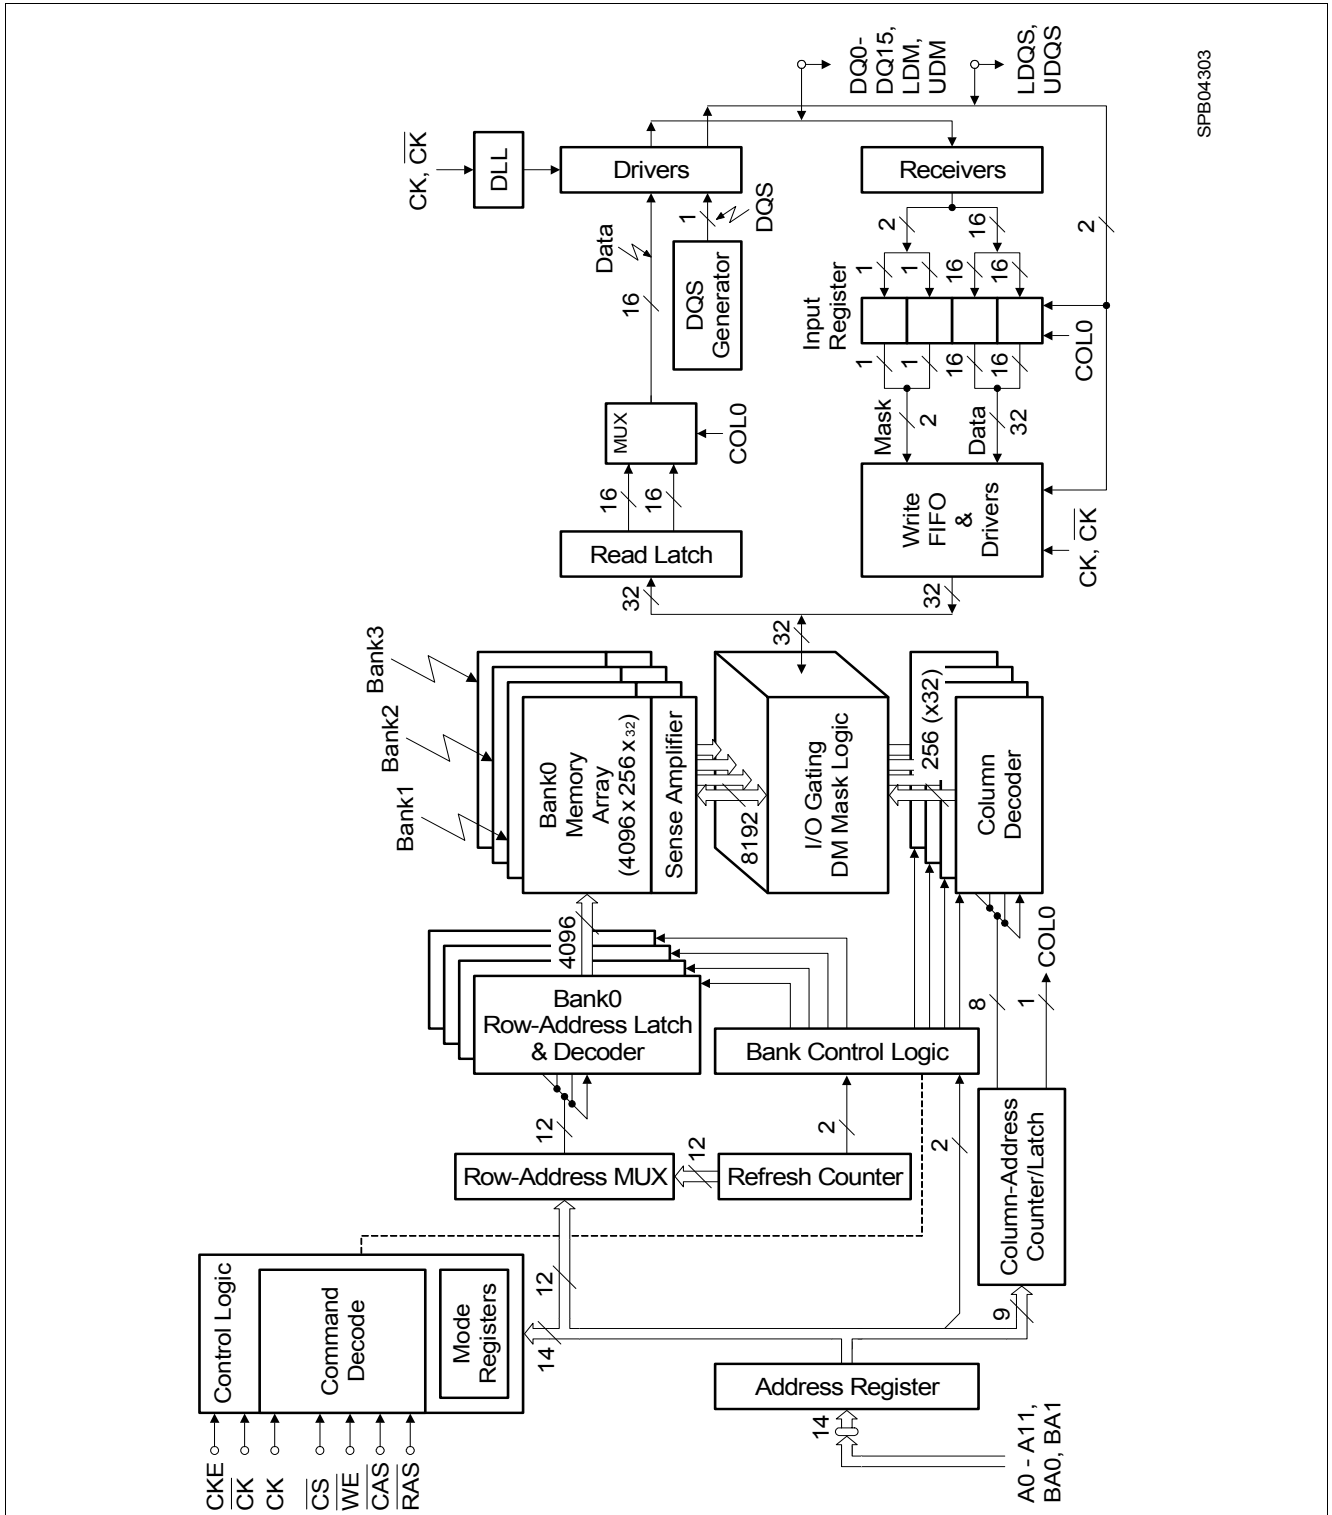 CKE
CK
CK
CS
WE
CAS
RAS
Control Logic
Command
Decode
Mode
Registers
14
12
Address Register
14
A0 - A11,
BA0, BA1
9
Row-Address MUX
12
Refresh Counter
12
2
2
Column-Address
Counter/Latch
8
1
COL0
Bank0
Row-Address Latch
& Decoder
4096
Bank Control Logic
Bank1
Bank2
Bank3
Bank0
Memory
Array
(4096 x 256 x 32)
Sense Amplifier
8192
I/O Gating
DM Mask Logic
256 (x32)
Column
Decoder
32
32
32
Read Latch
16
16
MUX
COL0
16
Data
DQS
Generator
1
DQS
CK, CK
DLL
Drivers
Write
FIFO
&
Drivers
CK, CK
Mask
2
Data
32
1
1
16
16
Input
Register
COL0
1
1
16
16
2
16
2
Receivers
DQ0-
DQ15,
LDM,
UDM
LDQS,
UDQS
SPB04303